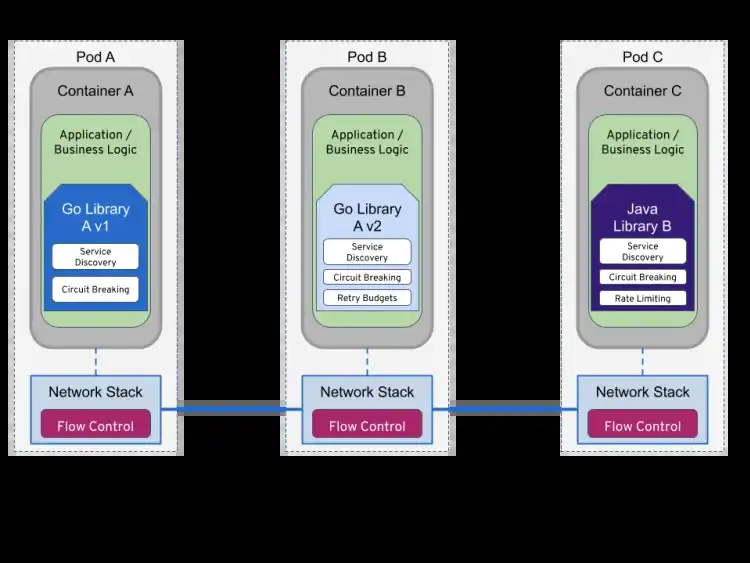 Pod A
Container A
Application /
Business Logic
Go Library
A v1
Service
Discovery
Circuit Breaking
Network Stack
Flow Control
Pod B
Container B
Application /
Business Logic
Go Library
A v2
Service
Discovery
Circuit Breaking
Retry Budgets
Network Stack
Flow Control
Pod C
Container C
Application /
Business Logic
Java
Library B
Service
Discovery
Circuit Breaking
Rate Limiting
Network Stack
Flow Control